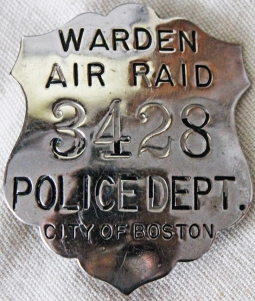 WARDEN
AIR RAID
3428
POLICE DEPT.
CITY OF BOSTON